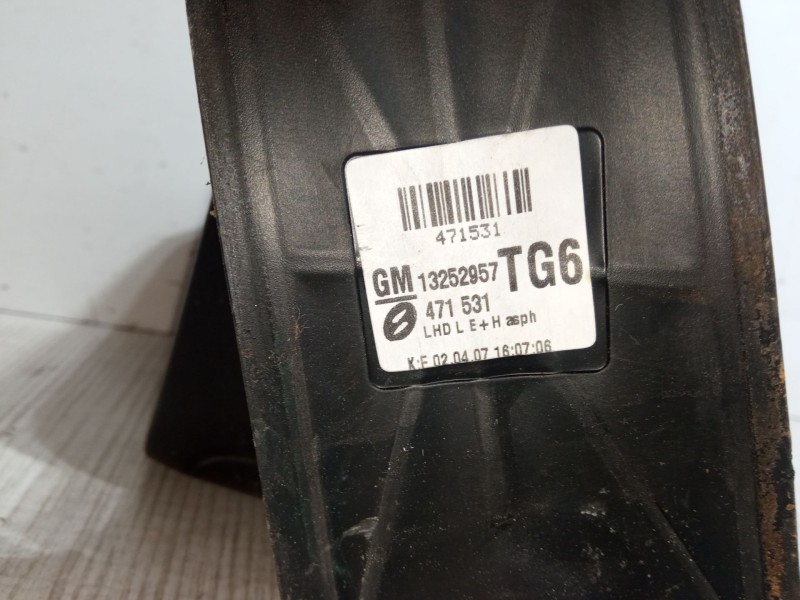 471531
GM 13252957 TG6
471 531
LHD L E+H asph
K:F 02.04.07 16:07:06